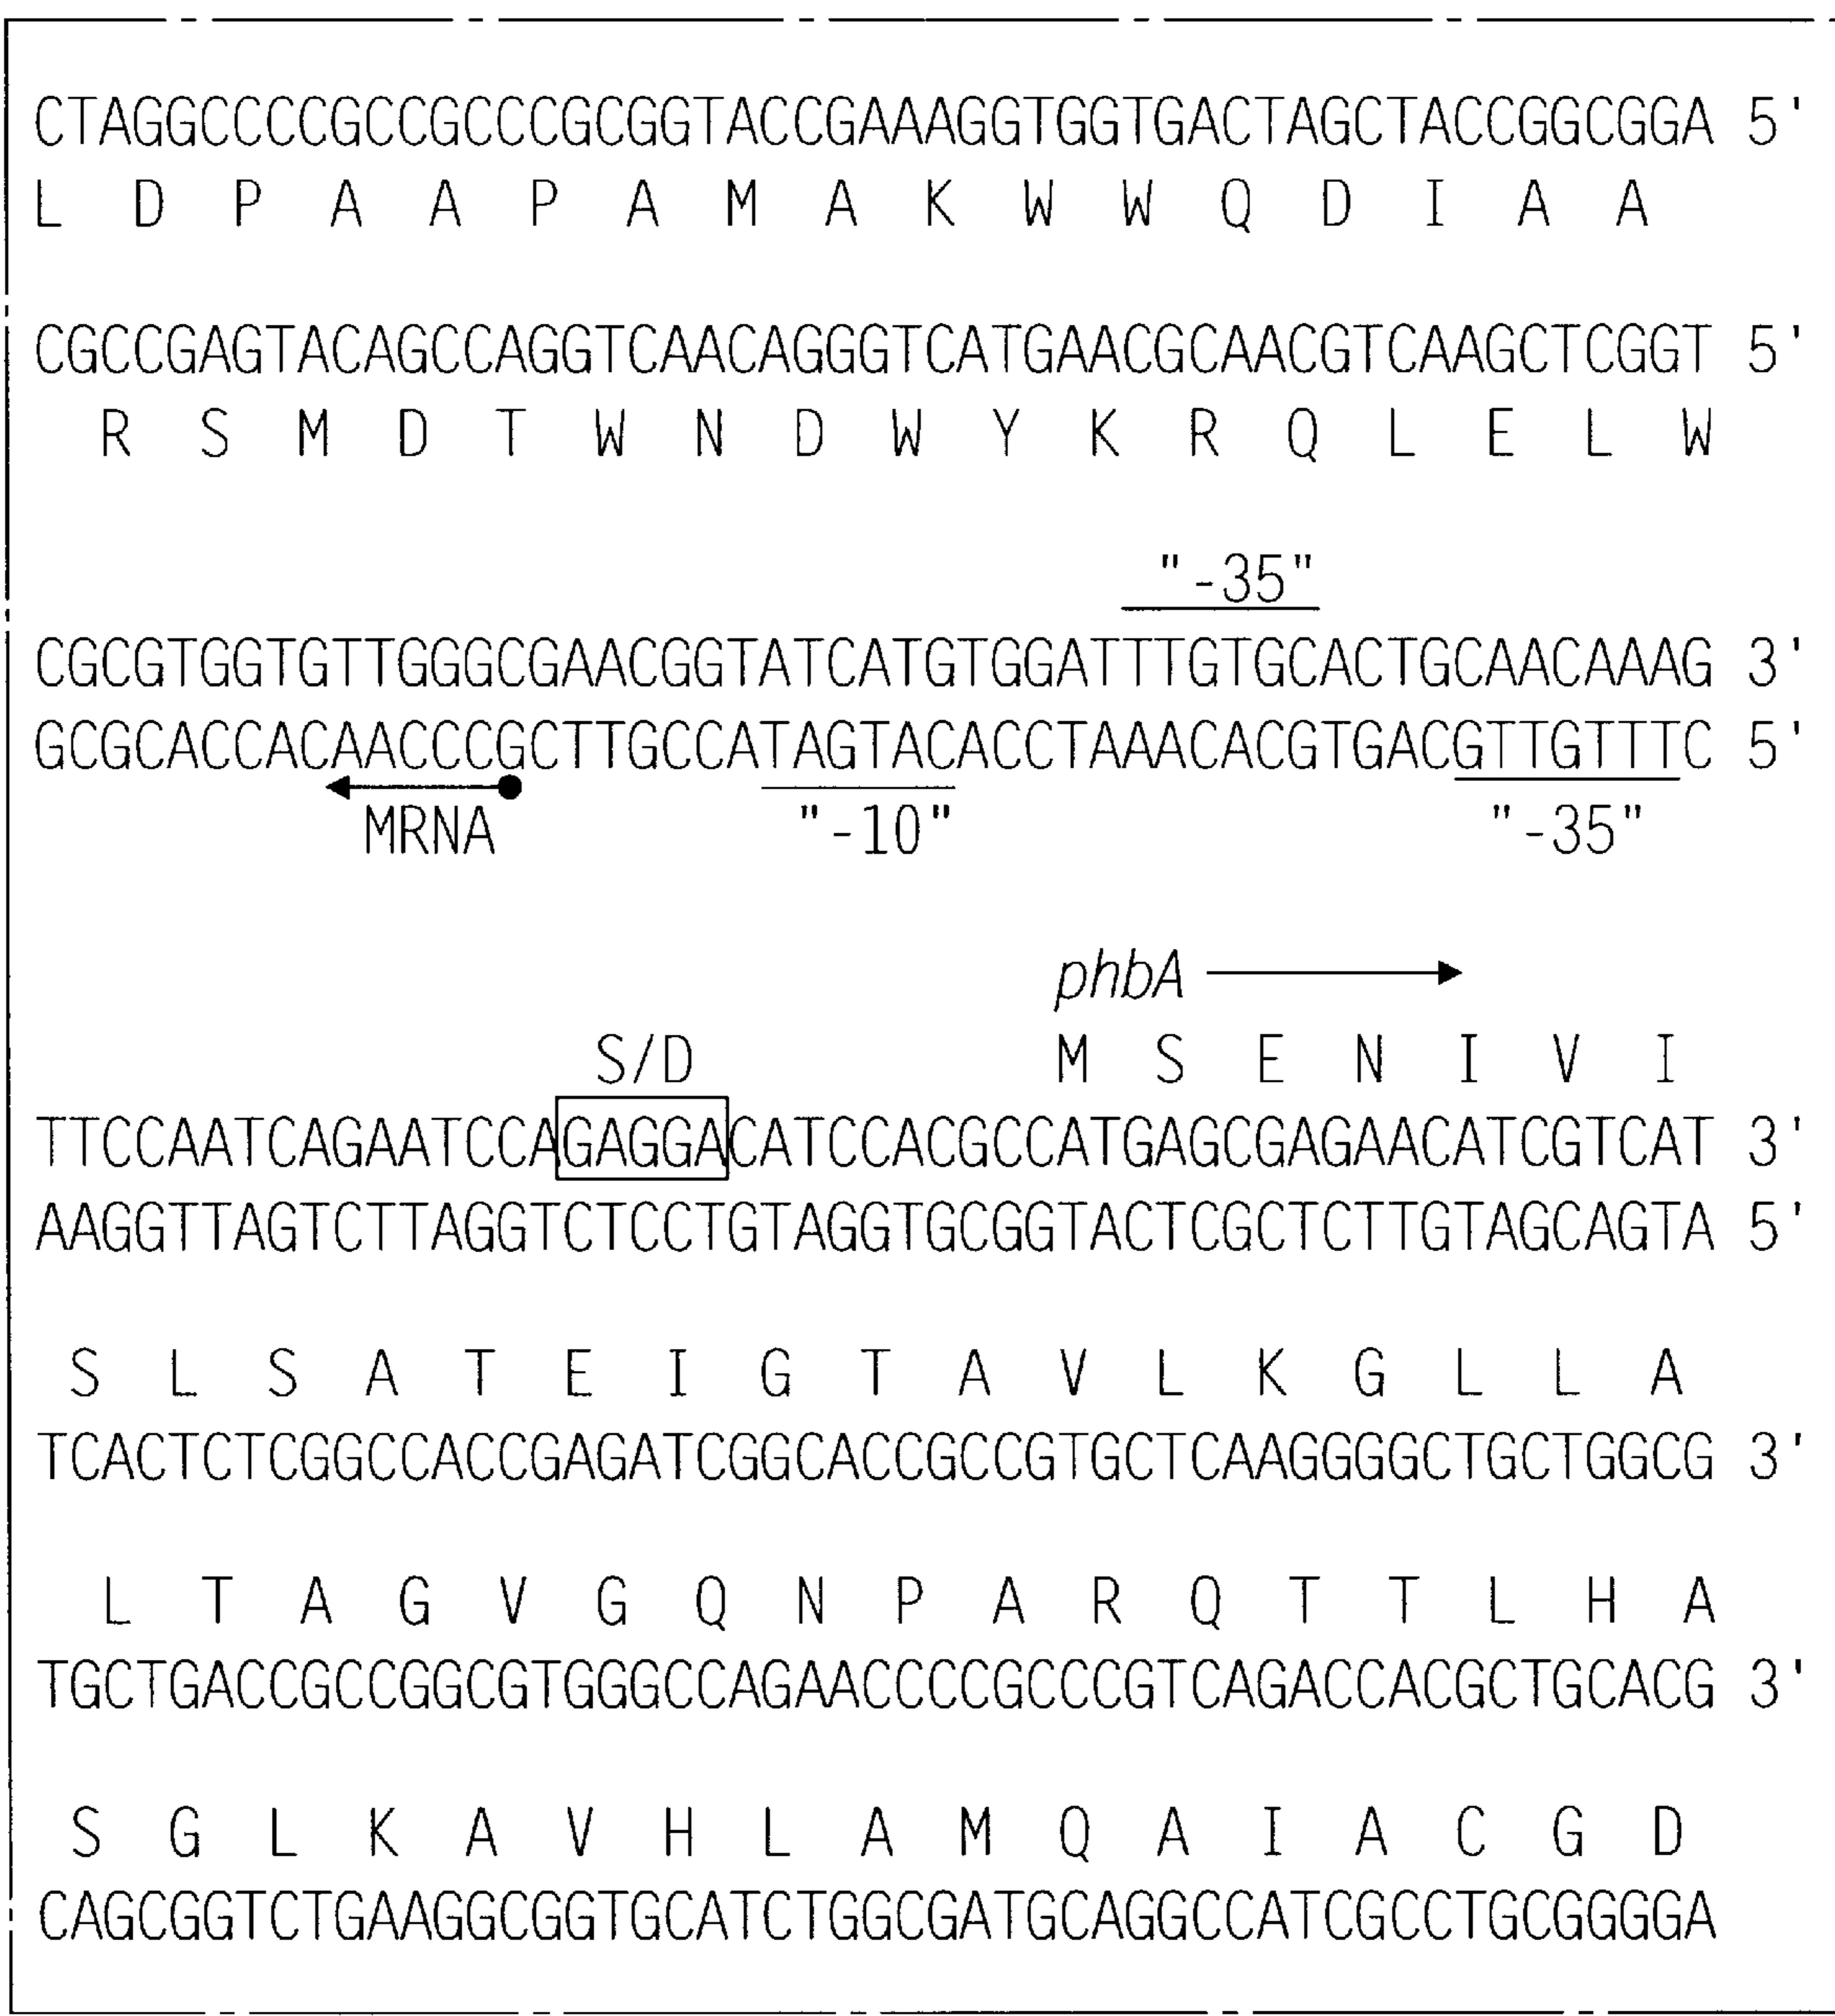 CTAGGCCCCGCCGCCCGCGGTACCGAAAGGTGGTGACTAGCTACCGGCGGA 5'
L D P A A P A M A K W W Q D I A A
CGCCGAGTACAGCCAGGTCAACAGGGTCATGAACGCAACGTCAAGCTCGGT 5'
R S M D T W N D W Y K R Q L E L W
"-35"
CGCGTGGTGTTGGGCGAACGGTATCATGTGGATTTGTGCACTGCAACAAAG 3'
GCGCACCACAACCCGCTTGCCATAGTACACCTAAACACGTGACGTTGTTTC 5'
MRNA "-10" "-35"
phbA
S/D M S E N I V I
TTCCAATCAGAATCCAGAGGACATCCACGCCATGAGCGAGAACATCGTCAT 3'
AAGGTTAGTCTTAGGTCTCCTGTAGGTGCGGTACTCGCTCTTGTAGCAGTA 5'
S L S A T E I G T A V L K G L L A
TCACTCTCGGCCACCGAGATCGGCACCGCCGTGCTCAAGGGGCTGCTGGCG 3'
L T A G V G Q N P A R Q T T L H A
TGCTGACCGCCGGCGTGGGCCAGAACCCCGCCCGTCAGACCACGCTGCACG 3'
S G L K A V H L A M Q A I A C G D
CAGCGGTCTGAAGGCGGTGCATCTGGCGATGCAGGCCATCGCCTGCGGGGA